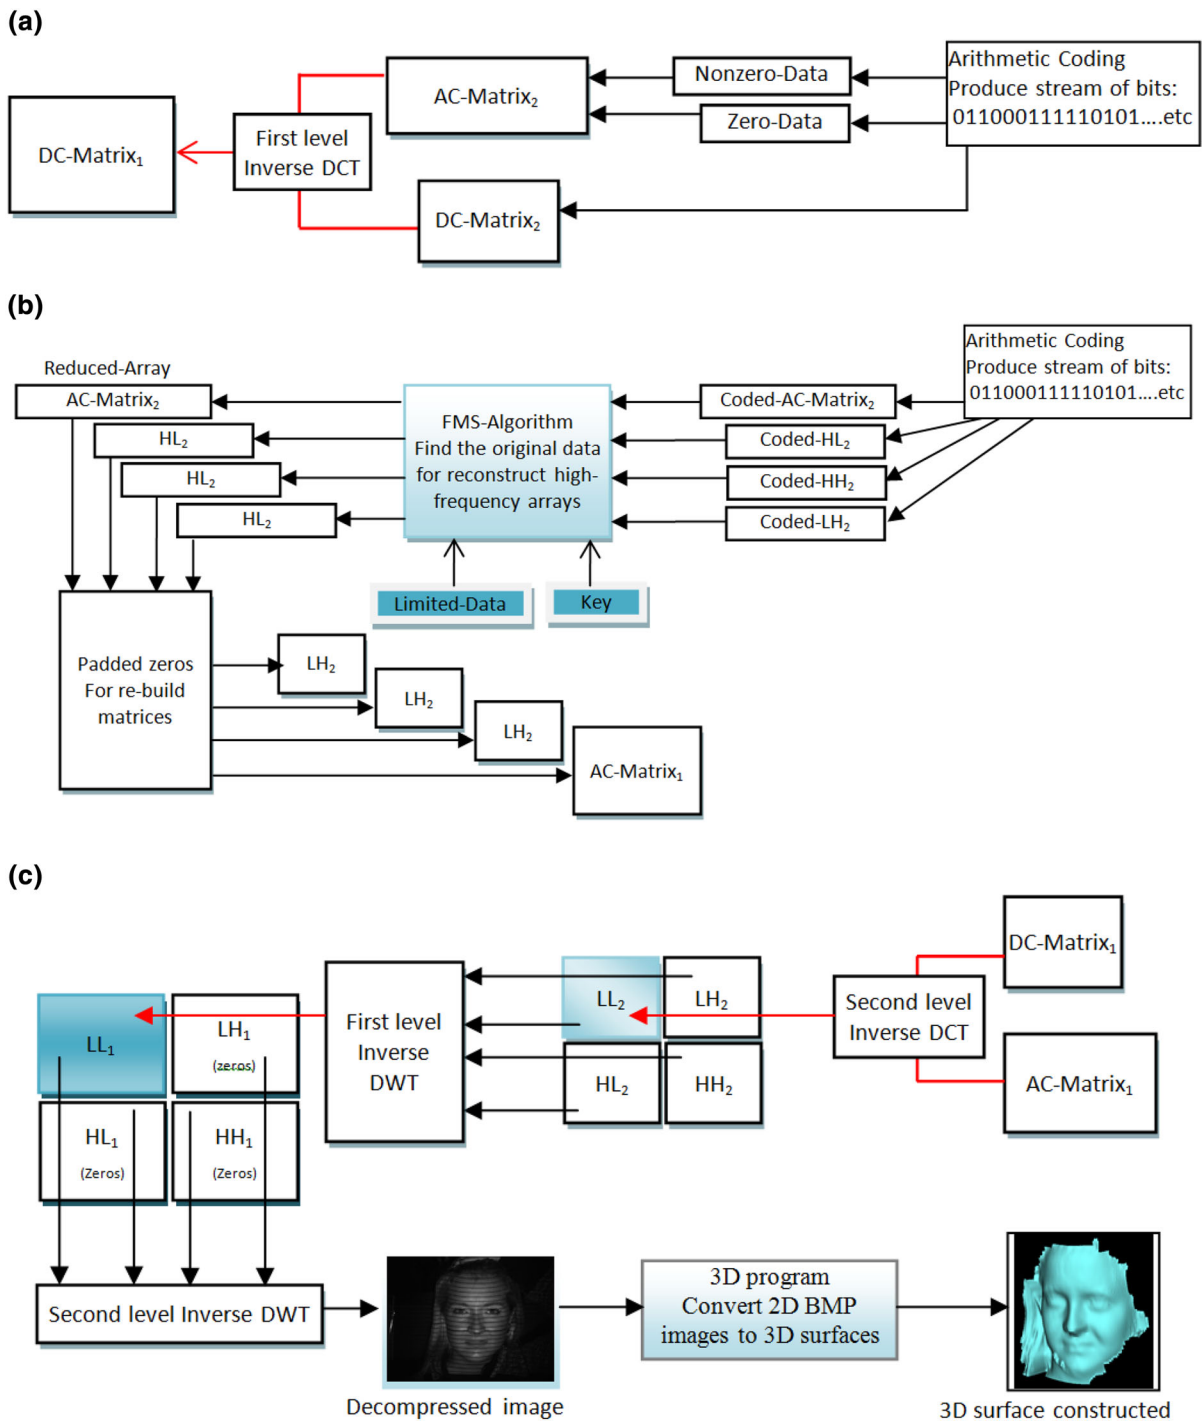 (a)
Arithmetic Coding
Produce stream of bits:
011000111110101....etc
Nonzero-Data
Zero-Data
AC-Matrix2
First level
Inverse DCT
DC-Matrix1
DC-Matrix2
(b)
Arithmetic Coding
Produce stream of bits:
011000111110101....etc
Reduced-Array
AC-Matrix2
HL2
HL2
HL2
FMS-Algorithm
Find the original data
for reconstruct high-
frequency arrays
Coded-AC-Matrix2
Coded-HL2
Coded-HH2
Coded-LH2
Limited-Data
Key
Padded zeros
For re-build
matrices
LH2
LH2
LH2
AC-Matrix1
(c)
DC-Matrix1
Second level
Inverse DCT
AC-Matrix1
LL2
LH2
HL2
HH2
First level
Inverse
DWT
LL1
LH1
(zeros)
HL1
(Zeros)
HH1
(Zeros)
Second level Inverse DWT
3D program
Convert 2D BMP
images to 3D surfaces
Decompressed image
3D surface constructed